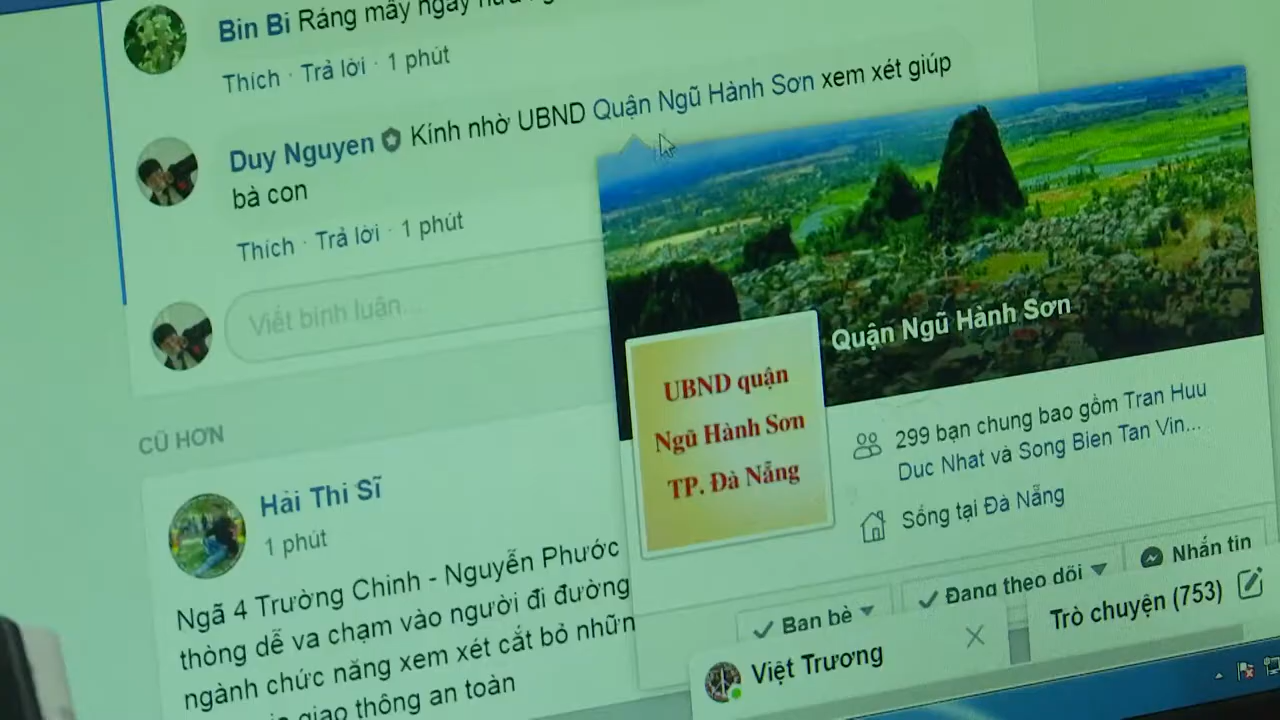 Bin Bi Ráng mấy ngày
Thích · Trả lời · 1 phút
Duy Nguyen Kính nhờ UBND Quận Ngũ Hành Sơn xem xét giúp
bà con
Thích · Trả lời · 1 phút
Viết bình luận...
Quận Ngũ Hành Sơn
UBND quận
Ngũ Hành Sơn
TP. Đà Nẵng
299 bạn chung bao gồm Tran Huu
Duc Nhat và Song Bien Tan Vin...
Sống tại Đà Nẵng
Bạn bè
Đang theo dõi
Nhắn tin
CŨ HƠN
Hải Thi Sĩ
1 phút
Ngã 4 Trường Chinh - Nguyễn Phước
thòng dễ va chạm vào người đi đường
ngành chức năng xem xét cắt bỏ nhữn
giao thông an toàn
Việt Trương
Trò chuyện (753)